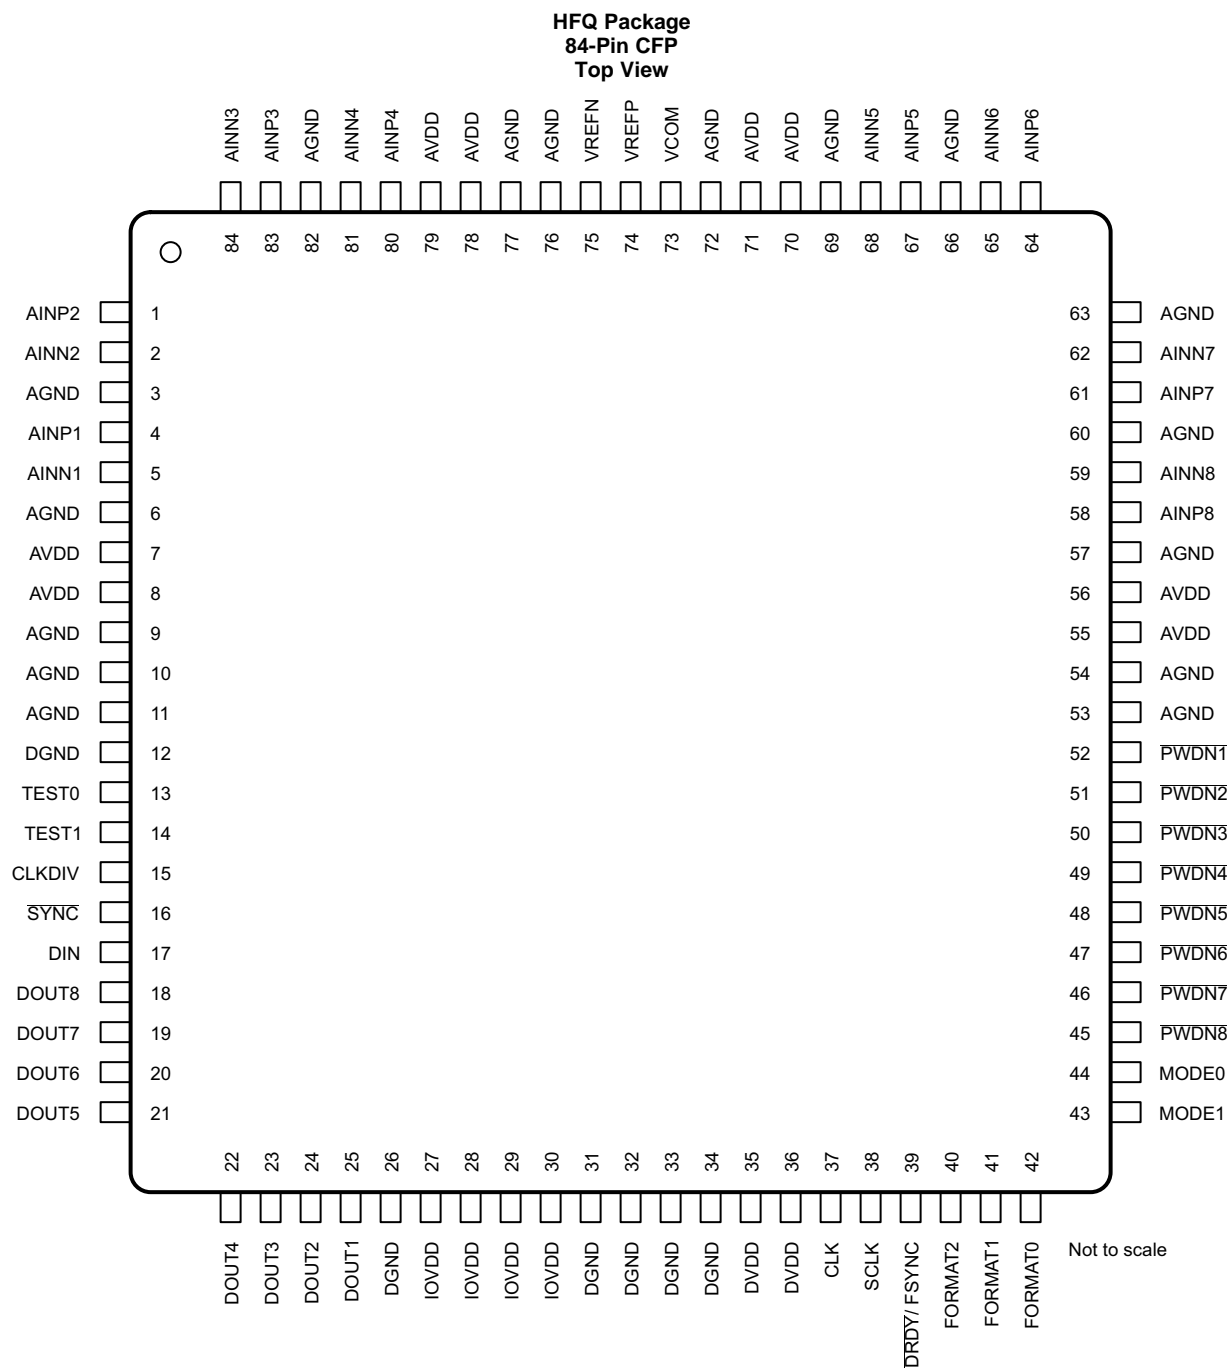 HFQ Package
84-Pin CFP
Top View
AINN3 AINP3 AGND AINN4 AINP4 AVDD AVDD AGND AGND VREFN VREFP VCOM AGND AVDD AVDD AGND AINN5 AINP5 AGND AINN6 AINP6
84 83 82 81 80 79 78 77 76 75 74 73 72 71 70 69 68 67 66 65 64
AINP2 1 63 AGND
AINN2 2 62 AINN7
AGND 3 61 AINP7
AINP1 4 60 AGND
AINN1 5 59 AINN8
AGND 6 58 AINP8
AVDD 7 57 AGND
AVDD 8 56 AVDD
AGND 9 55 AVDD
AGND 10 54 AGND
AGND 11 53 AGND
DGND 12 52 PWDN1
TEST0 13 51 PWDN2
TEST1 14 50 PWDN3
CLKDIV 15 49 PWDN4
SYNC 16 48 PWDN5
DIN 17 47 PWDN6
DOUT8 18 46 PWDN7
DOUT7 19 45 PWDN8
DOUT6 20 44 MODE0
DOUT5 21 43 MODE1
22 23 24 25 26 27 28 29 30 31 32 33 34 35 36 37 38 39 40 41 42
DOUT4 DOUT3 DOUT2 DOUT1 DGND IOVDD IOVDD IOVDD IOVDD DGND DGND DGND DGND DVDD DVDD CLK SCLK DRDY/ FSYNC FORMAT2 FORMAT1 FORMAT0
Not to scale